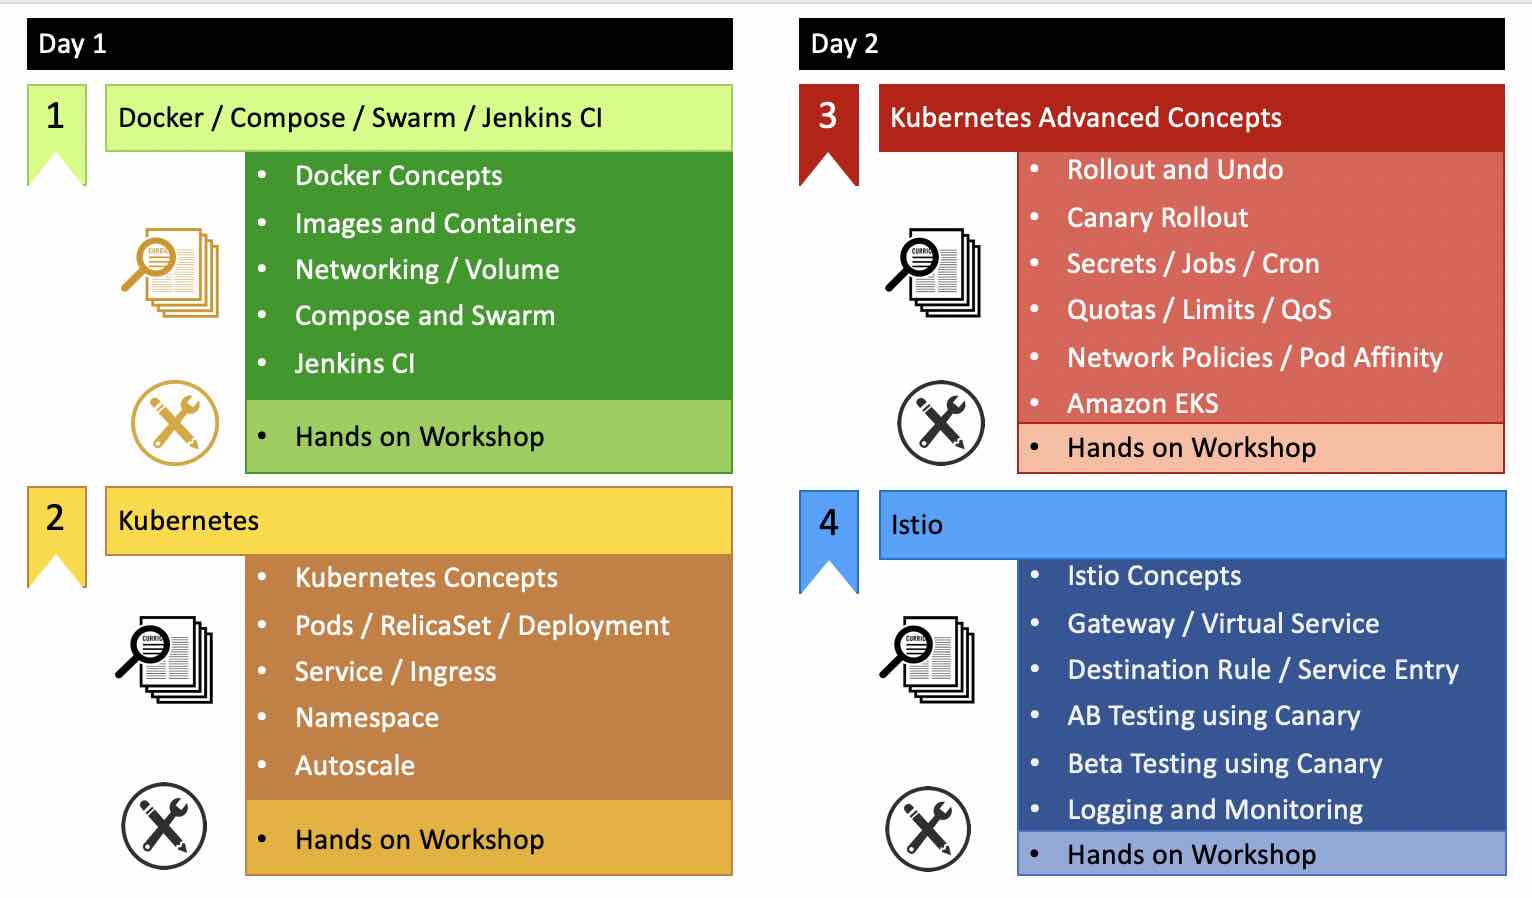 Day 1
1
Docker / Compose / Swarm / Jenkins CI
• Docker Concepts
• Images and Containers
• Networking / Volume
• Compose and Swarm
• Jenkins CI
• Hands on Workshop
CURRIC
2
Kubernetes
• Kubernetes Concepts
• Pods / RelicaSet / Deployment
• Service / Ingress
• Namespace
• Autoscale
• Hands on Workshop
CURRIC
Day 2
3
Kubernetes Advanced Concepts
• Rollout and Undo
• Canary Rollout
• Secrets / Jobs / Cron
• Quotas / Limits / QoS
• Network Policies / Pod Affinity
• Amazon EKS
• Hands on Workshop
CURRIC
4
Istio
• Istio Concepts
• Gateway / Virtual Service
• Destination Rule / Service Entry
• AB Testing using Canary
• Beta Testing using Canary
• Logging and Monitoring
• Hands on Workshop
CURRIC